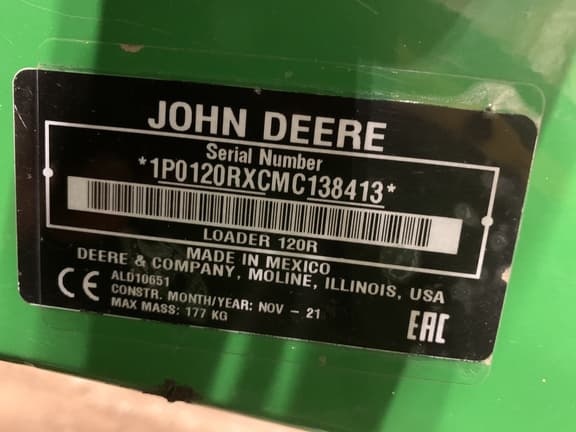 JOHN DEERE
Serial Number
*1P0120RXCMC138413*
LOADER 120R
MADE IN MEXICO
DEERE & COMPANY, MOLINE, ILLINOIS, USA
CE
ALD10651
CONSTR. MONTH/YEAR: NOV - 21
MAX MASS: 177 KG
EAC